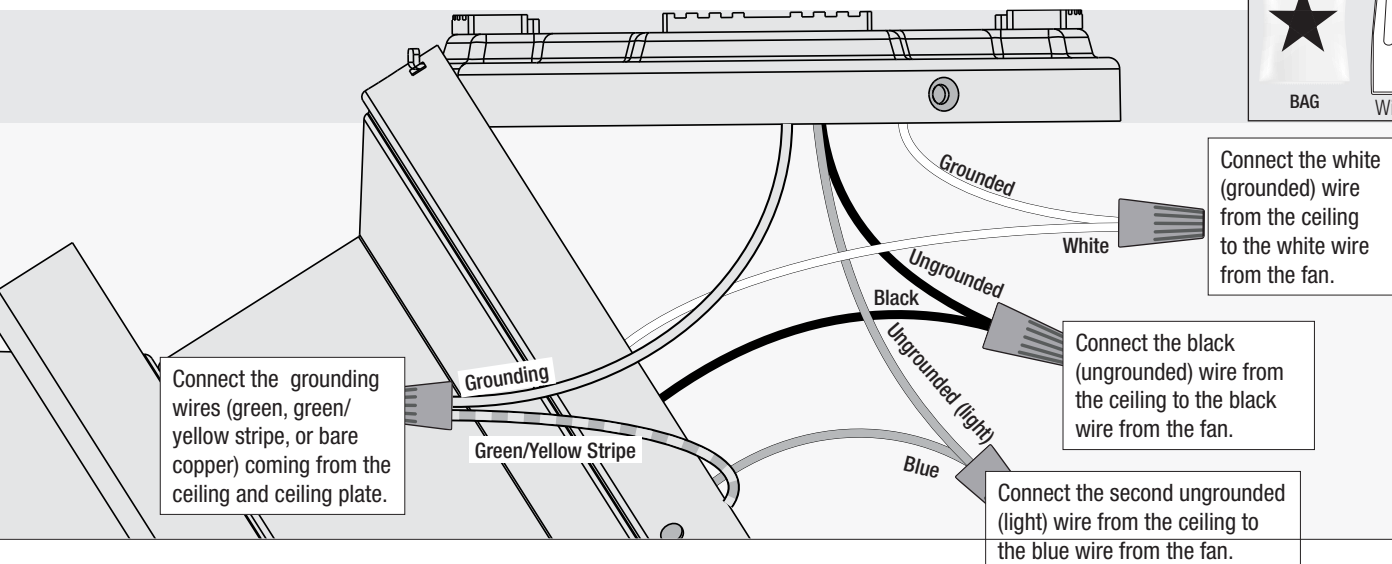 BAG
Connect the white
(grounded) wire
from the ceiling
to the white wire
from the fan.
Grounded
White
Ungrounded
Black
Connect the black
(ungrounded) wire from
the ceiling to the black
wire from the fan.
Ungrounded (light)
Blue
Connect the second ungrounded
(light) wire from the ceiling to
the blue wire from the fan.
Connect the grounding
wires (green, green/
yellow stripe, or bare
copper) coming from the
ceiling and ceiling plate.
Grounding
Green/Yellow Stripe